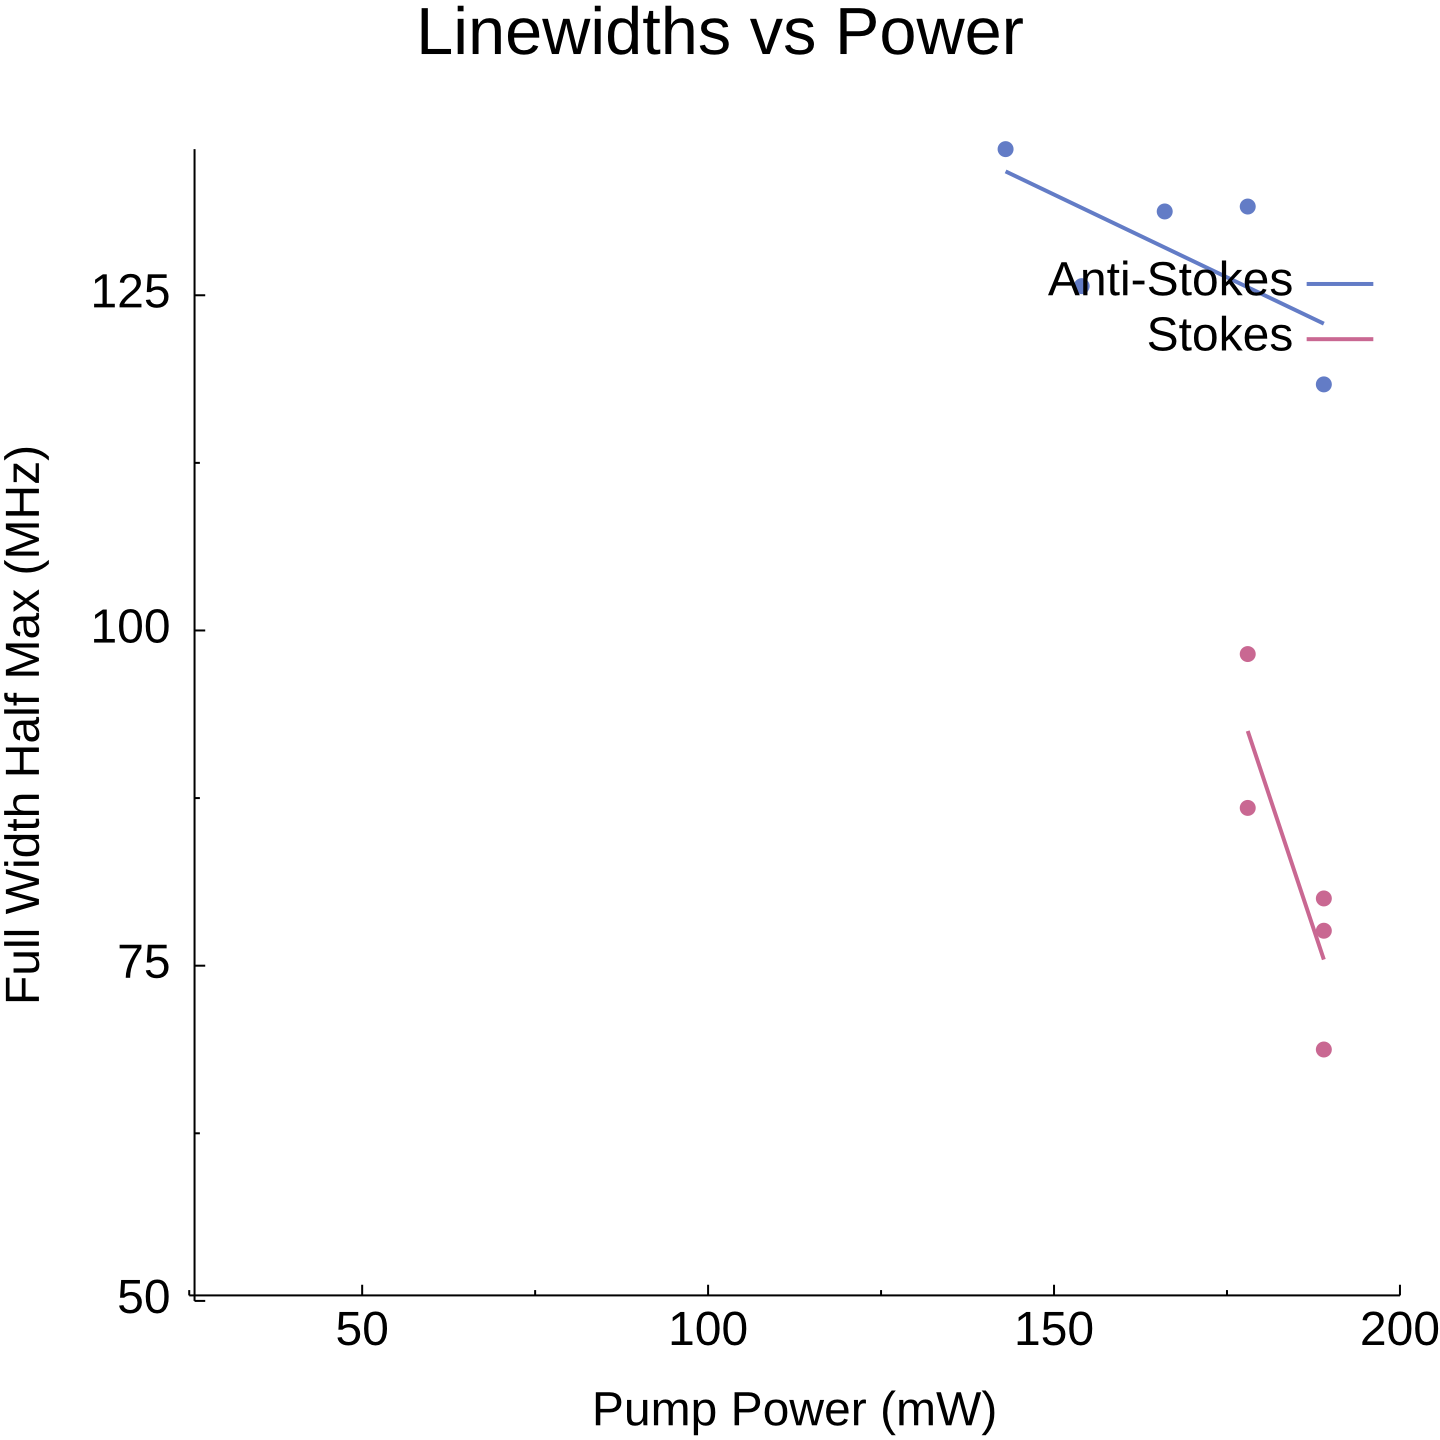 Linewidths vs Power
Full Width Half Max (MHz)
125
100
75
50
Anti-Stokes
Stokes
50 100 150 200
Pump Power (mW)